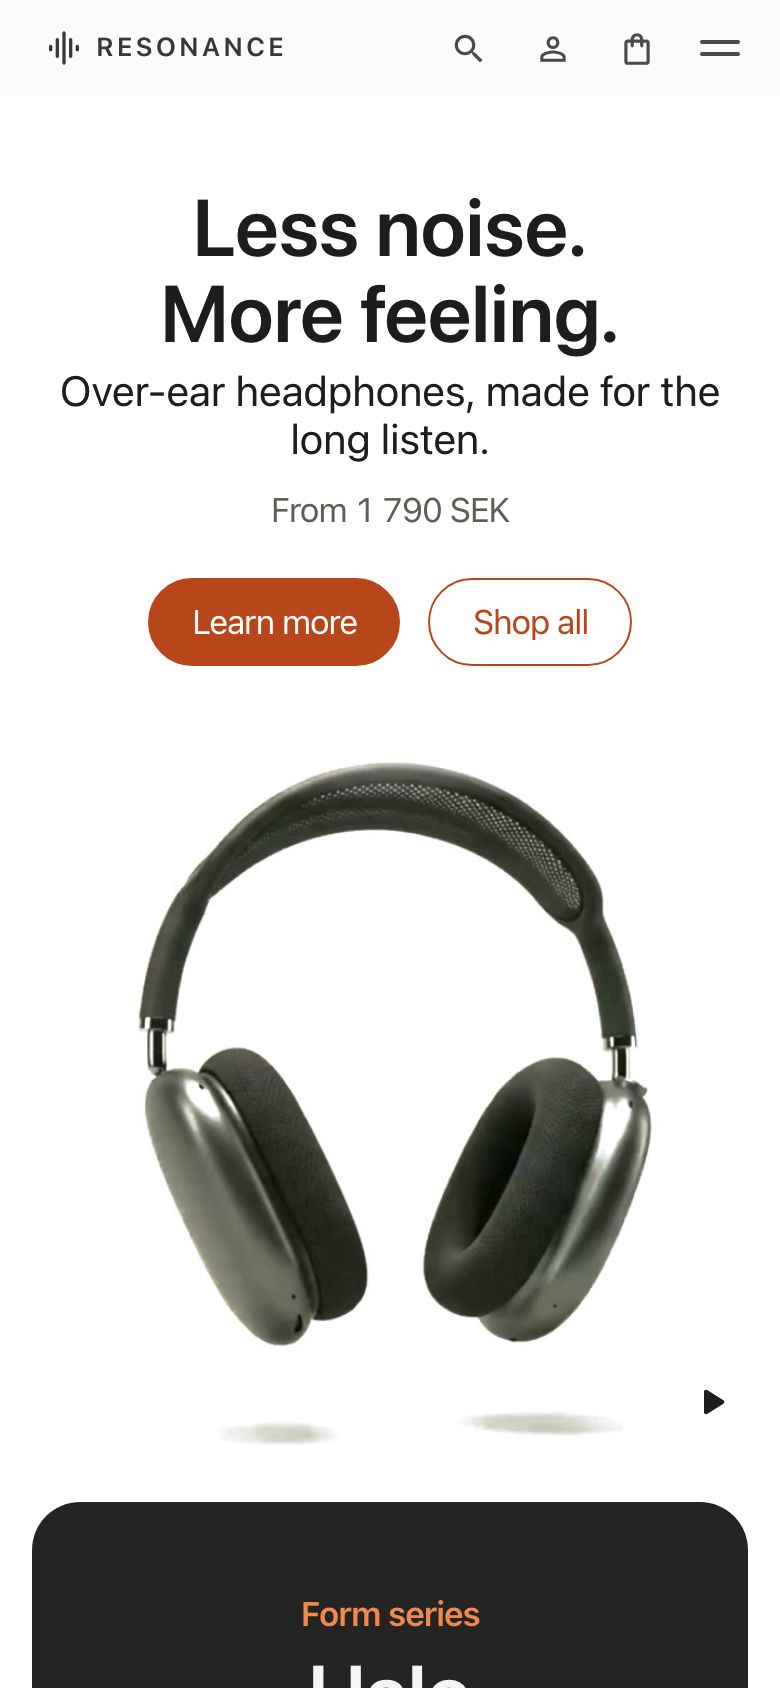 RESONANCE
Less noise.
More feeling.
Over-ear headphones, made for the
long listen.
From 1 790 SEK
Learn more
Shop all
Form series